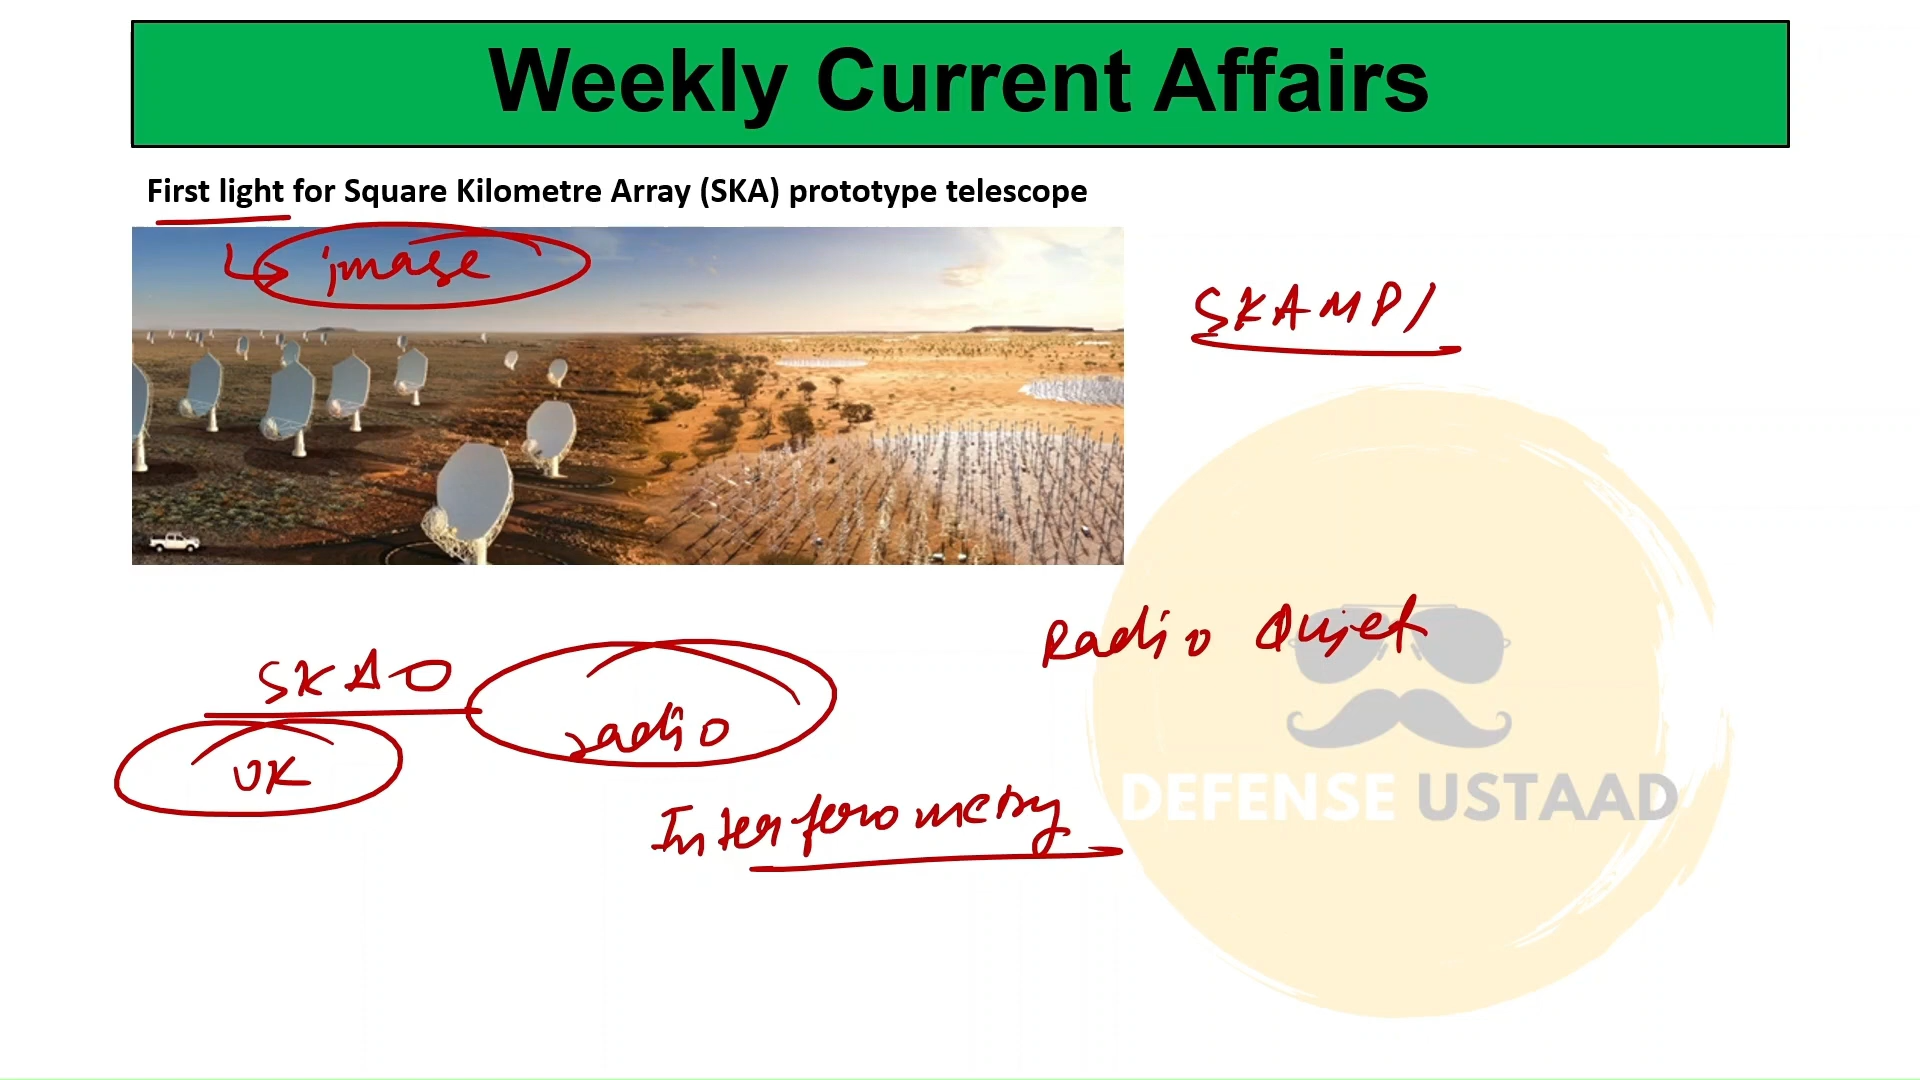 Weekly Current Affairs
First light for Square Kilometre Array (SKA) prototype telescope
image
SKAMPI
Radio Quiet
SKAO
radio
UK
Interferometry
DEFENSE USTAAD